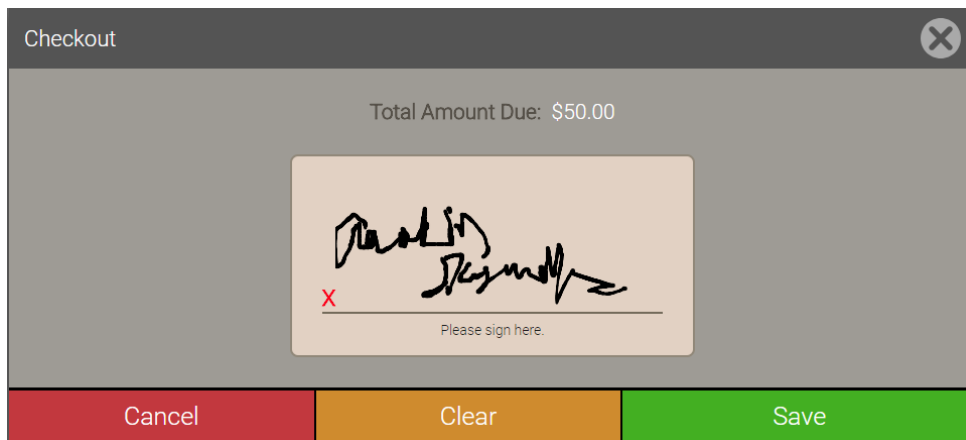 Checkout
Total Amount Due: $50.00
X
Please sign here.
Cancel
Clear
Save